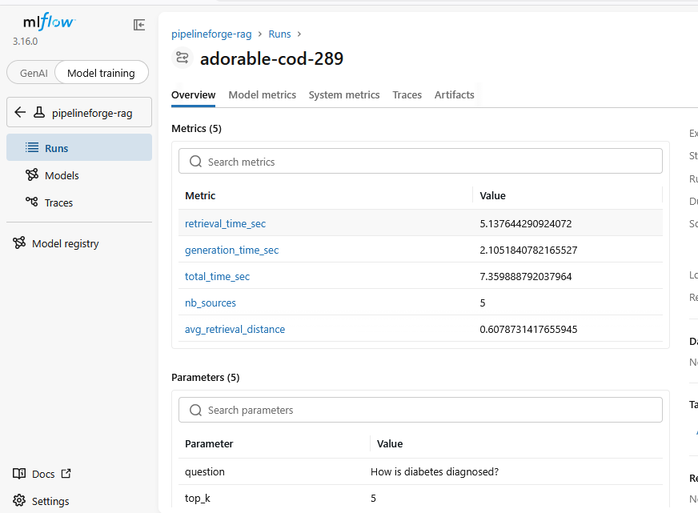 mlflow
3.16.0
GenAI
Model training
pipelineforge-rag
Runs
Models
Traces
Model registry
Docs
Settings
pipelineforge-rag > Runs >
adorable-cod-289
Overview Model metrics System metrics Traces Artifacts
Metrics (5)
Search metrics
Metric Value
retrieval_time_sec 5.137644290924072
generation_time_sec 2.1051840782165527
total_time_sec 7.359888792037964
nb_sources 5
avg_retrieval_distance 0.6078731417655945
Parameters (5)
Search parameters
Parameter Value
question How is diabetes diagnosed?
top_k 5